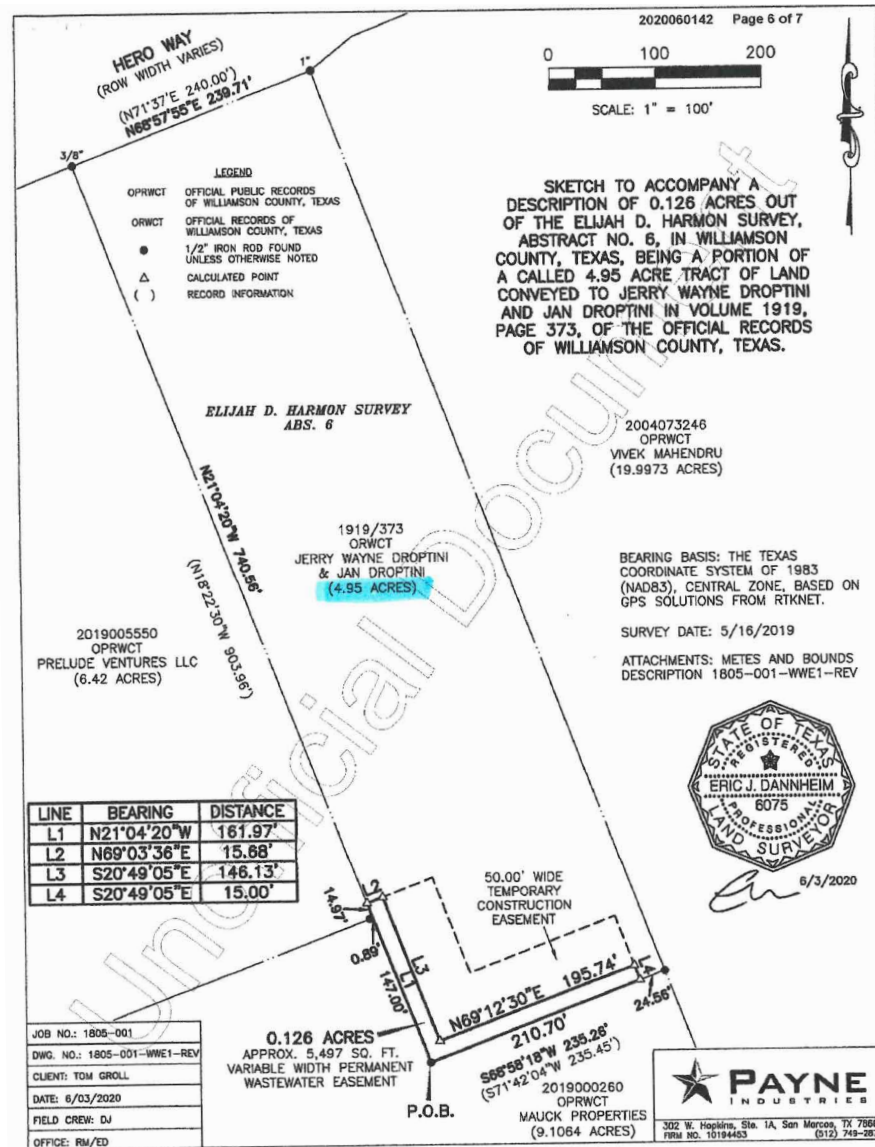 2020060142 Page 6 of 7
HERO WAY
(ROW WIDTH VARIES)
(N71°37'E 240.00')
N68°57'55"E 239.71'
1"
3/8"
0 100 200
SCALE: 1" = 100'
LEGEND
OPRWCT OFFICIAL PUBLIC RECORDS
OF WILLIAMSON COUNTY, TEXAS
ORWCT OFFICIAL RECORDS OF
WILLIAMSON COUNTY, TEXAS
● 1/2" IRON ROD FOUND
UNLESS OTHERWISE NOTED
△ CALCULATED POINT
( ) RECORD INFORMATION
SKETCH TO ACCOMPANY A
DESCRIPTION OF 0.126 ACRES OUT
OF THE ELIJAH D. HARMON SURVEY,
ABSTRACT NO. 6, IN WILLIAMSON
COUNTY, TEXAS, BEING A PORTION OF
A CALLED 4.95 ACRE TRACT OF LAND
CONVEYED TO JERRY WAYNE DROPTINI
AND JAN DROPTINI IN VOLUME 1919,
PAGE 373, OF THE OFFICIAL RECORDS
OF WILLIAMSON COUNTY, TEXAS.
ELIJAH D. HARMON SURVEY
ABS. 6
2004073246
OPRWCT
VIVEK MAHENDRU
(19.9973 ACRES)
N21°04'20"W 740.56'
(N18°22'30"W 903.96')
1919/373
ORWCT
JERRY WAYNE DROPTINI
& JAN DROPTINI
(4.95 ACRES)
2019005550
OPRWCT
PRELUDE VENTURES LLC
(6.42 ACRES)
BEARING BASIS: THE TEXAS
COORDINATE SYSTEM OF 1983
(NAD83), CENTRAL ZONE, BASED ON
GPS SOLUTIONS FROM RTKNET.
SURVEY DATE: 5/16/2019
ATTACHMENTS: METES AND BOUNDS
DESCRIPTION 1805-001-WWE1-REV
STATE OF TEXAS
REGISTERED
ERIC J. DANNHEIM
6075
PROFESSIONAL
LAND SURVEYOR
6/3/2020
LINE BEARING DISTANCE
L1 N21°04'20"W 161.97'
L2 N69°03'36"E 15.68'
L3 S20°49'05"E 146.13'
L4 S20°49'05"E 15.00'
50.00' WIDE
TEMPORARY
CONSTRUCTION
EASEMENT
L2
14.97'
0.89'
147.00'
L1
L3
N69°12'30"E 195.74'
L4
24.56'
210.70'
S68°58'18"W 235.26'
(S71°42'04"W 235.45')
0.126 ACRES
APPROX. 5,497 SQ. FT.
VARIABLE WIDTH PERMANENT
WASTEWATER EASEMENT
P.O.B.
2019000260
OPRWCT
MAUCK PROPERTIES
(9.1064 ACRES)
JOB NO.: 1805-001
DWG. NO.: 1805-001-WWE1-REV
CLIENT: TOM GROLL
DATE: 6/03/2020
FIELD CREW: DJ
OFFICE: RM/ED
PAYNE
INDUSTRIES
302 W. Hopkins, Ste. 1A, San Marcos, TX
FIRM NO. 10194453 (512)
Unofficial Document